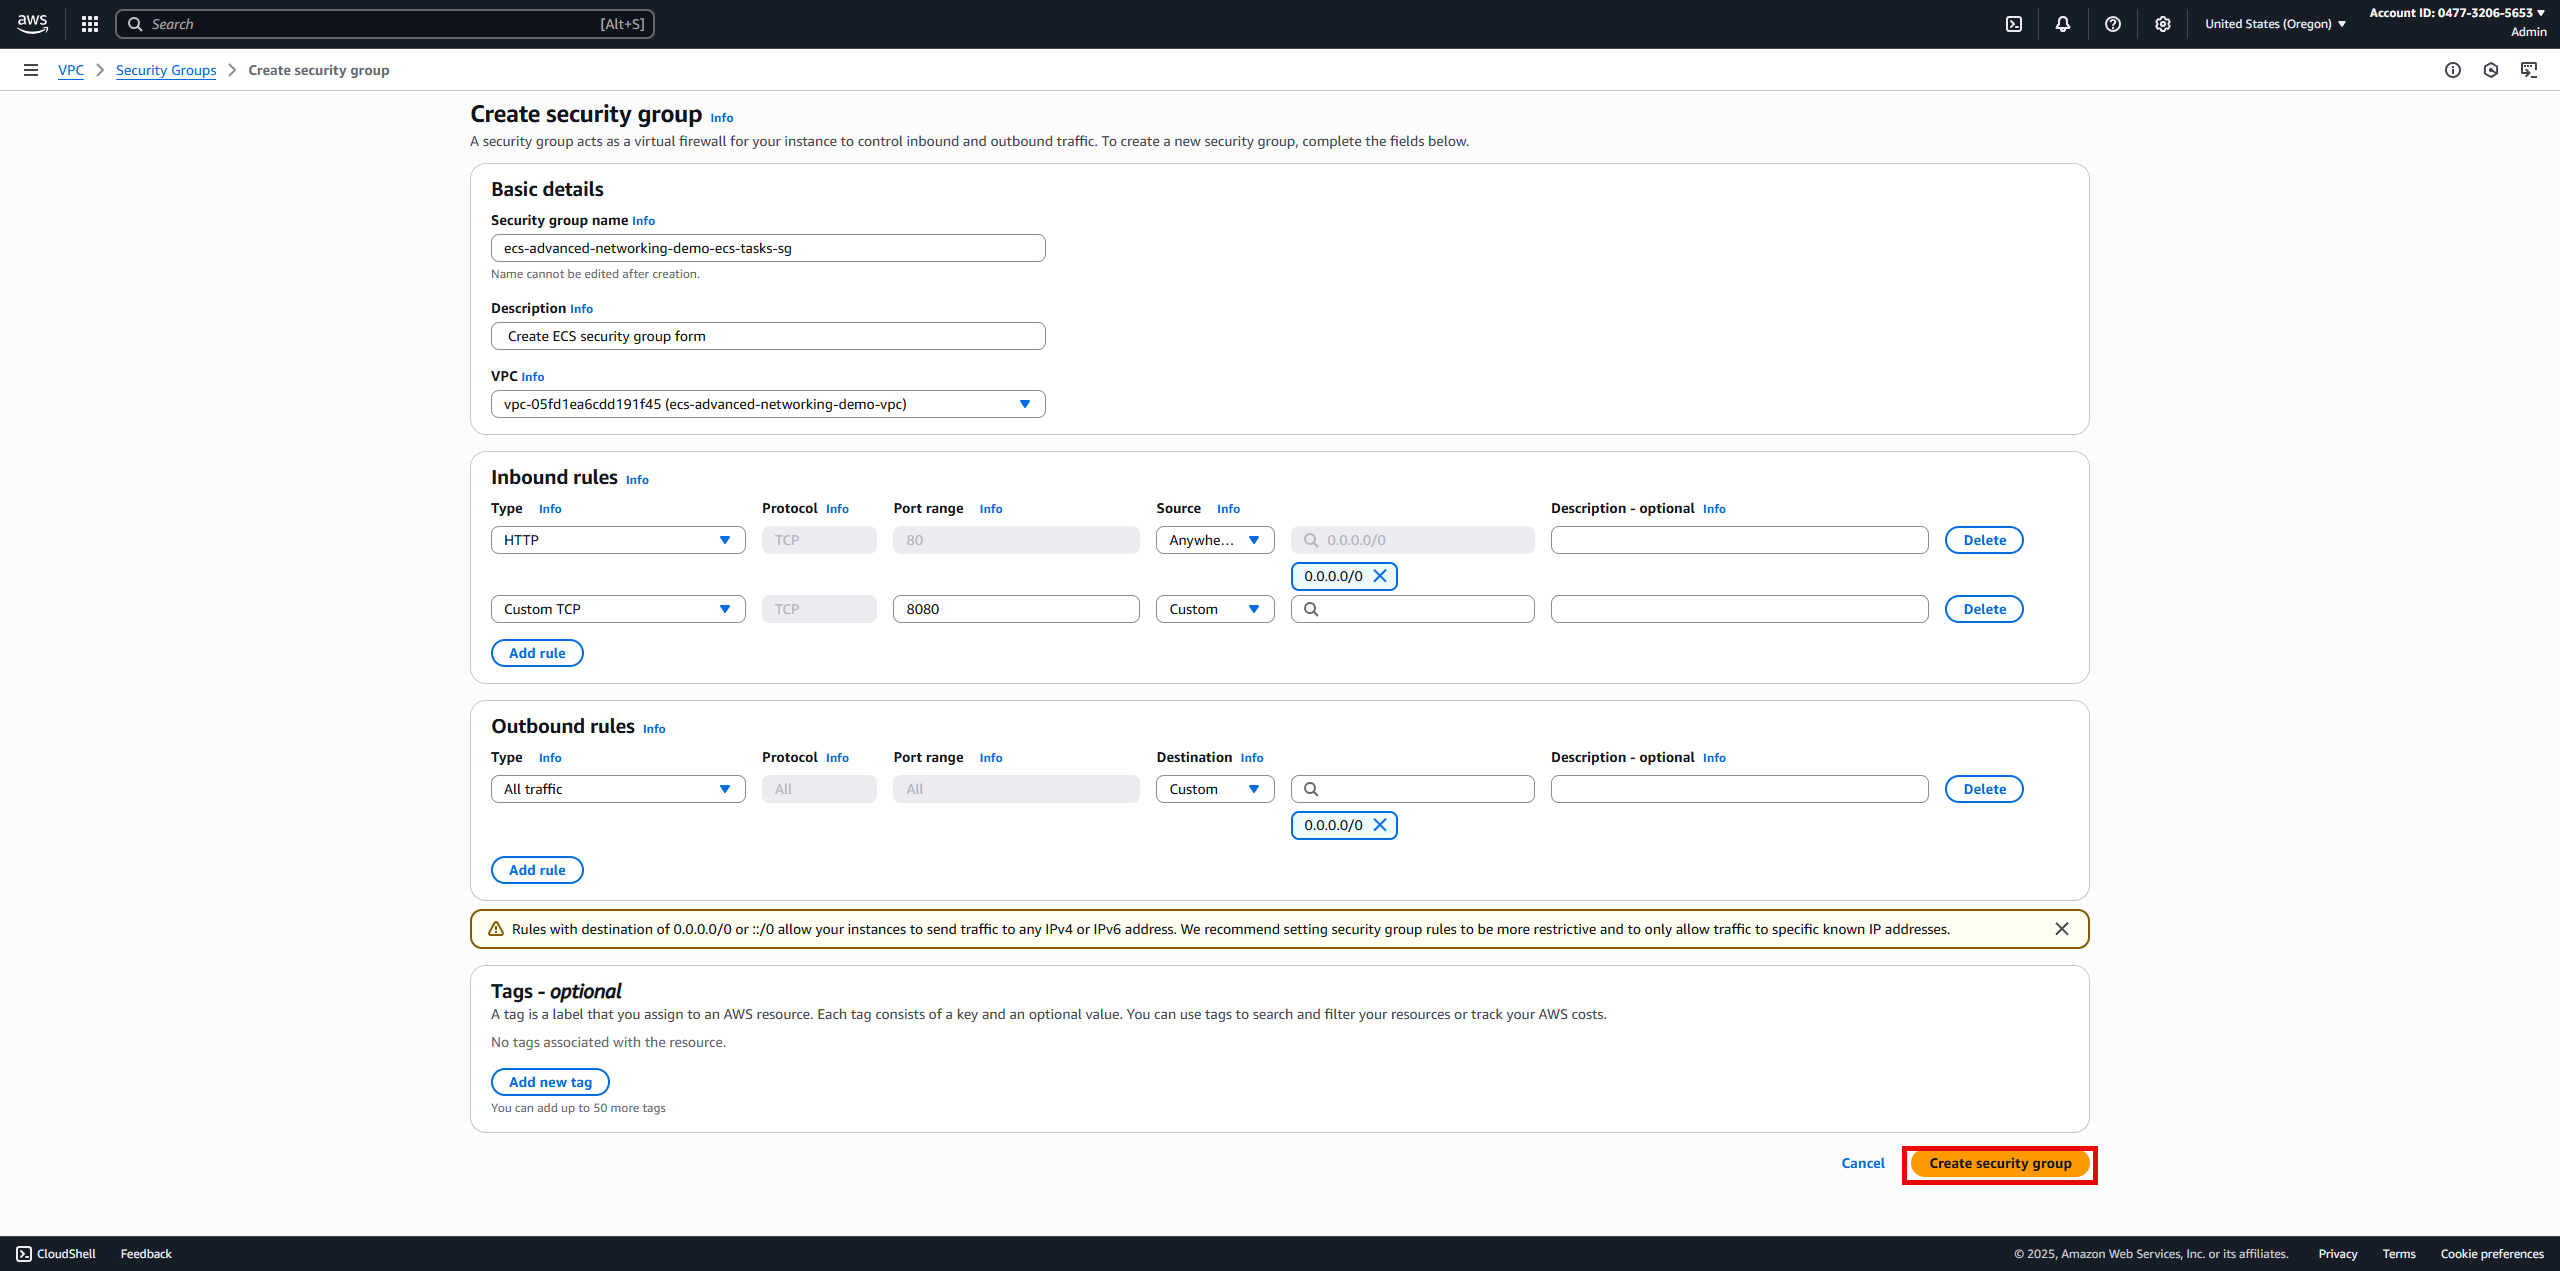 aws Search [Alt+S] United States (Oregon) Account ID: 0477-3206-5653
Admin
VPC Security Groups Create security group
Create security group Info
A security group acts as a virtual firewall for your instance to control inbound and outbound traffic. To create a new security group, complete the fields below.
Basic details
Security group name Info
ecs-advanced-networking-demo-ecs-tasks-sg
Name cannot be edited after creation.
Description Info
Create ECS security group form
VPC Info
vpc-05fd1ea6cdd191f45 (ecs-advanced-networking-demo-vpc)
Inbound rules Info
Type Info Protocol Info Port range Info Source Info Description - optional Info
HTTP TCP 80 Anywhe... 0.0.0.0/0 Delete
0.0.0.0/0
Custom TCP TCP 8080 Custom Delete
Add rule
Outbound rules Info
Type Info Protocol Info Port range Info Destination Info Description - optional Info
All traffic All All Custom Delete
0.0.0.0/0
Add rule
Rules with destination of 0.0.0.0/0 or ::/0 allow your instances to send traffic to any IPv4 or IPv6 address. We recommend setting security group rules to be more restrictive and to only allow traffic to specific known IP addresses.
Tags - optional
A tag is a label that you assign to an AWS resource. Each tag consists of a key and an optional value. You can use tags to search and filter your resources or track your AWS costs.
No tags associated with the resource.
Add new tag
You can add up to 50 more tags
Cancel Create security group
CloudShell Feedback © 2025, Amazon Web Services, Inc. or its affiliates. Privacy Terms Cookie preferences